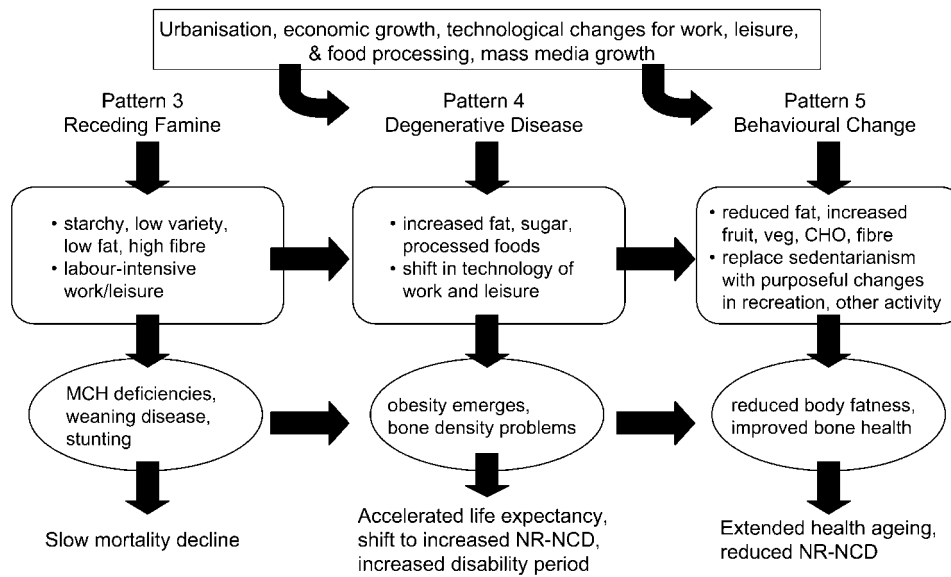 Urbanisation, economic growth, technological changes for work, leisure,
& food processing, mass media growth
Pattern 3
Receding Famine
Pattern 4
Degenerative Disease
Pattern 5
Behavioural Change
• starchy, low variety,
low fat, high fibre
• labour-intensive
work/leisure
• increased fat, sugar,
processed foods
• shift in technology of
work and leisure
• reduced fat, increased
fruit, veg, CHO, fibre
• replace sedentarianism
with purposeful changes
in recreation, other activity
MCH deficiencies,
weaning disease,
stunting
obesity emerges,
bone density problems
reduced body fatness,
improved bone health
Slow mortality decline
Accelerated life expectancy,
shift to increased NR-NCD,
increased disability period
Extended health ageing,
reduced NR-NCD